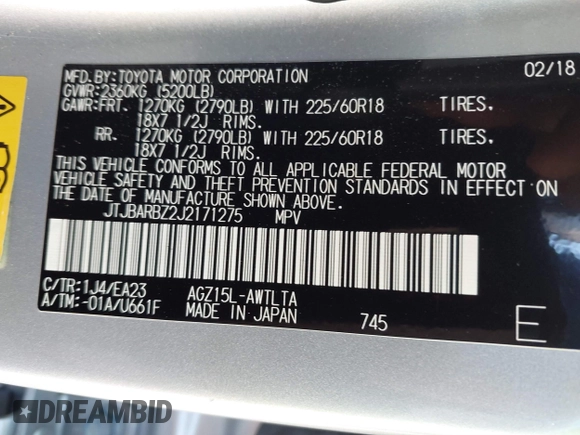 MFD.BY:TOYOTA MOTOR CORPORATION 02/18
GVWR:2360KG (5200LB)
GAWR:FRT. 1270KG (2790LB) WITH 225/60R18 TIRES.
18X7 1/2J RIMS.
RR. 1270KG (2790LB) WITH 225/60R18 TIRES.
18X7 1/2J RIMS.
THIS VEHICLE CONFORMS TO ALL APPLICABLE FEDERAL MOTOR
VEHICLE SAFETY AND THEFT PREVENTION STANDARDS IN EFFECT ON
THE DATE OF MANUFACTURE SHOWN ABOVE.
JTJBARBZ2J2171275 MPV
C/TR:1J4/EA23 AGZ15L-AWTLTA
A/TM:-01A/U661F MADE IN JAPAN 745 E
DREAMBID